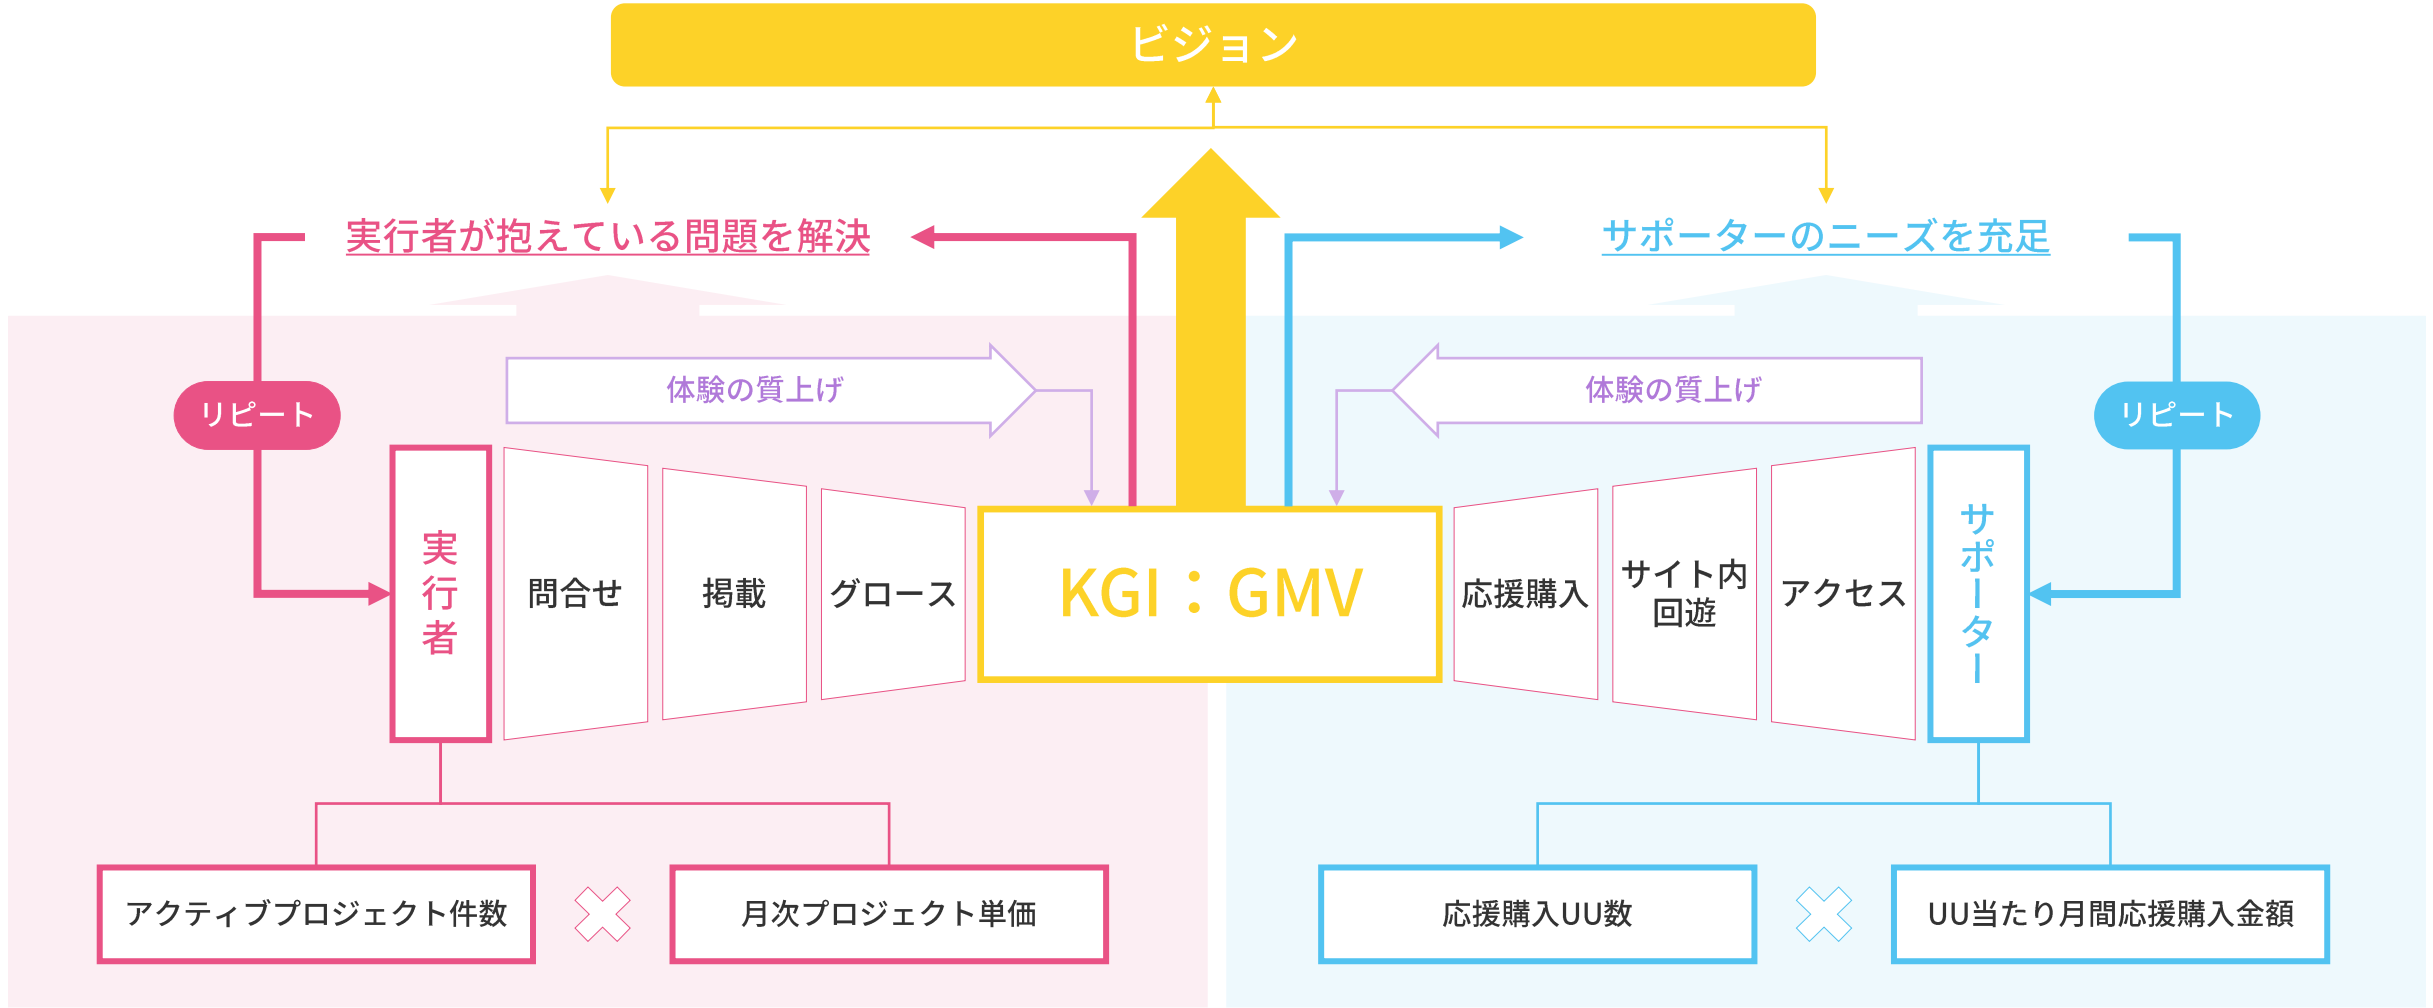 ビジョン
実行者が抱えている問題を解決
サポーターのニーズを充足
体験の質上げ
体験の質上げ
リピート
リピート
実行者
問合せ
掲載
グロース
KGI：GMV
応援購入
サイト内
回遊
アクセス
サポーター
アクティブプロジェクト件数
月次プロジェクト単価
応援購入UU数
UU当たり月間応援購入金額